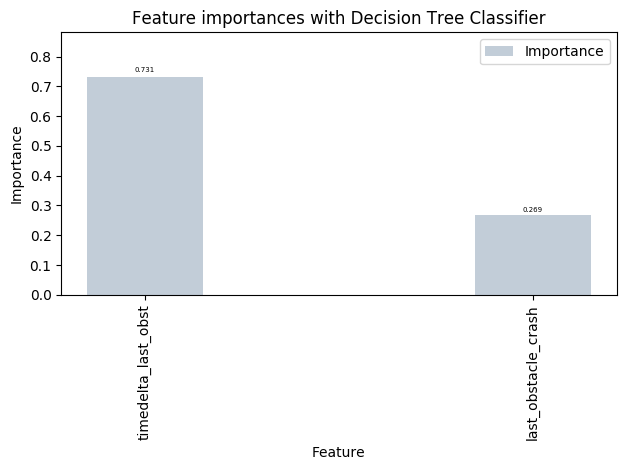 Feature importances with Decision Tree Classifier
Importance
0.8
0.7
0.6
0.5
0.4
0.3
0.2
0.1
0.0
Importance
0.731
0.269
timedelta_last_obst
last_obstacle_crash
Feature